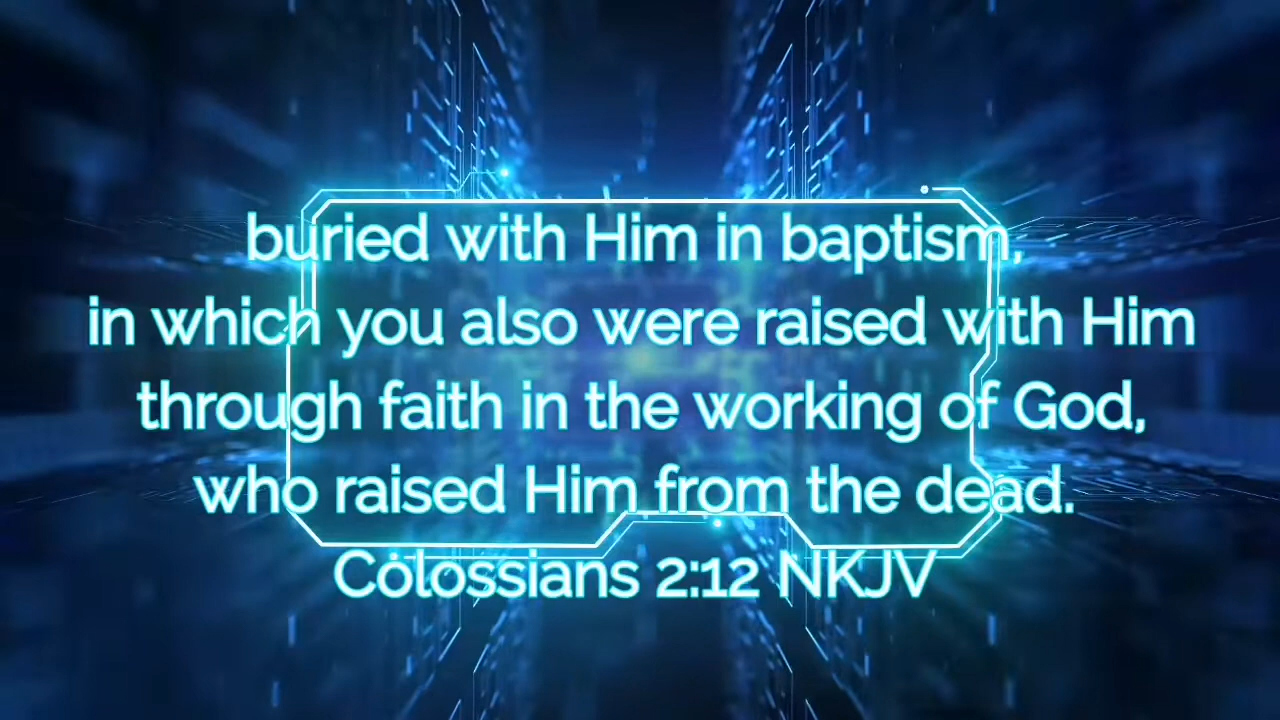 buried with Him in baptism,
in which you also were raised with Him
through faith in the working of God,
who raised Him from the dead.
Colossians 2:12 NKJV